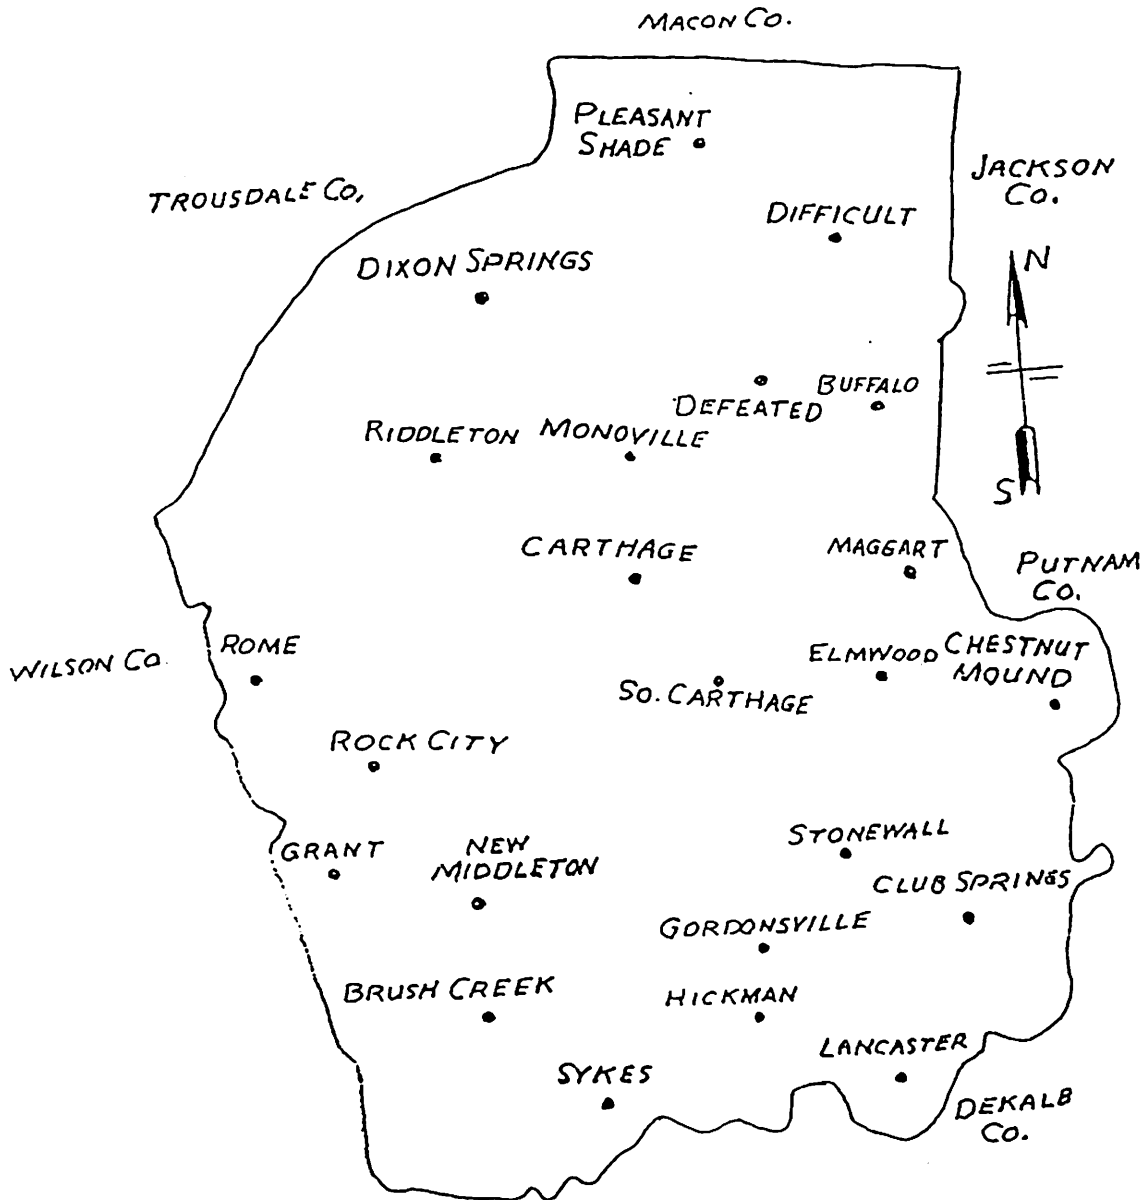 MACON CO.
PLEASANT
SHADE
JACKSON
CO.
TROUSDALE CO,
DIFFICULT
DIXON SPRINGS
N
DEFEATED
BUFFALO
RIDDLETON
MONOVILLE
S
CARTHAGE
MAGGART
PUTNAM
CO.
WILSON CO.
ROME
ELMWOOD
CHESTNUT
MOUND
SO. CARTHAGE
ROCK CITY
GRANT
NEW
MIDDLETON
STONEWALL
CLUB SPRINGS
GORDONSVILLE
BRUSH CREEK
HICKMAN
LANCASTER
SYKES
DEKALB
CO.